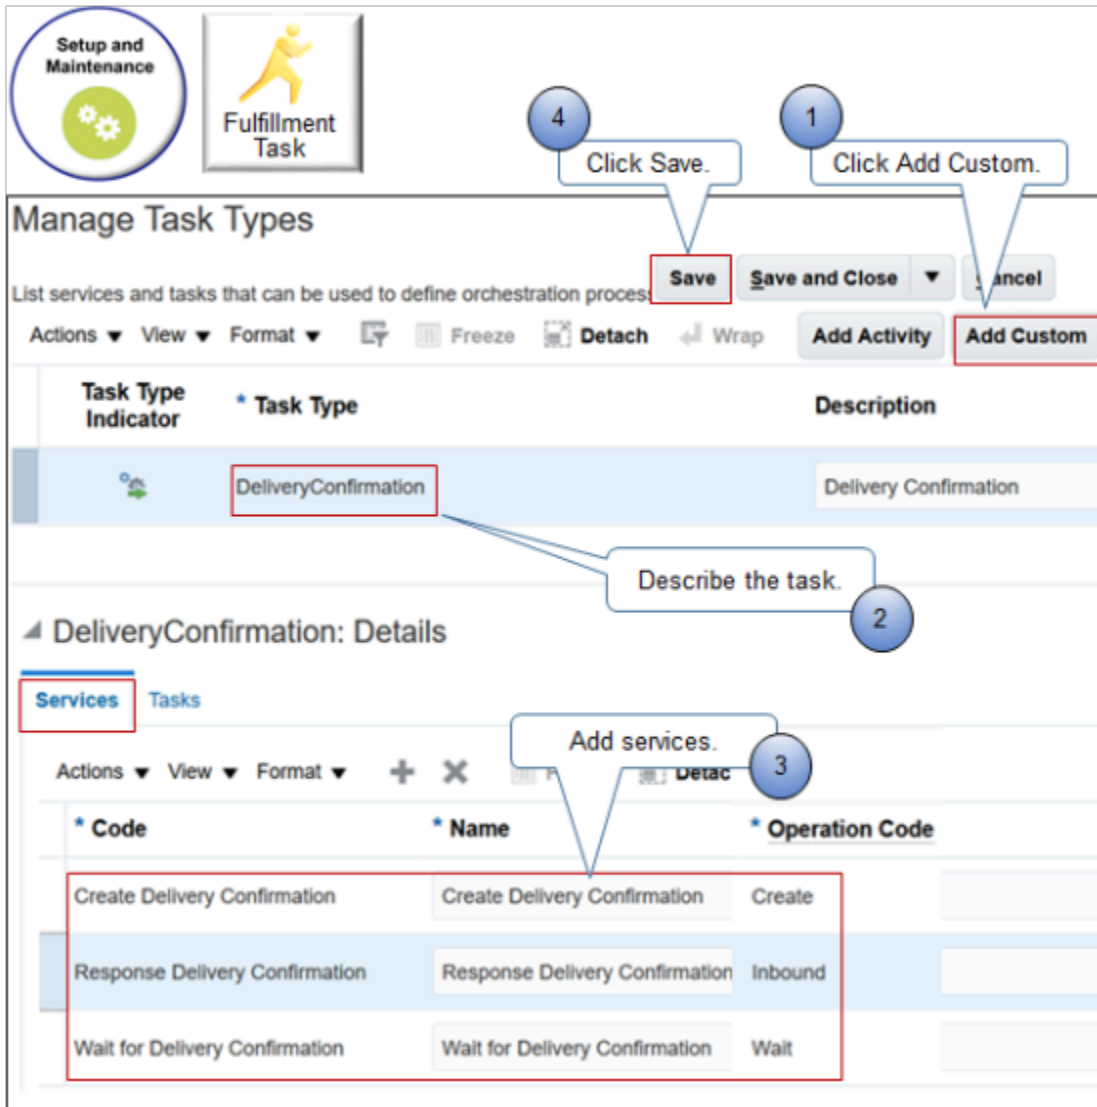 Setup and
Maintenance
Fulfillment
Task
4
Click Save.
1
Click Add Custom.
Manage Task Types
Save
Save and Close
List services and tasks that can be used to define orchestration
Actions View Format Freeze Detach Wrap Add Activity Add Custom
Task Type
Indicator
* Task Type
Description
DeliveryConfirmation
Delivery Confirmation
Describe the task.
2
DeliveryConfirmation: Details
Services Tasks
Add services.
3
Actions View Format
* Code * Name * Operation Code
Create Delivery Confirmation Create Delivery Confirmation Create
Response Delivery Confirmation Response Delivery Confirmation Inbound
Wait for Delivery Confirmation Wait for Delivery Confirmation Wait